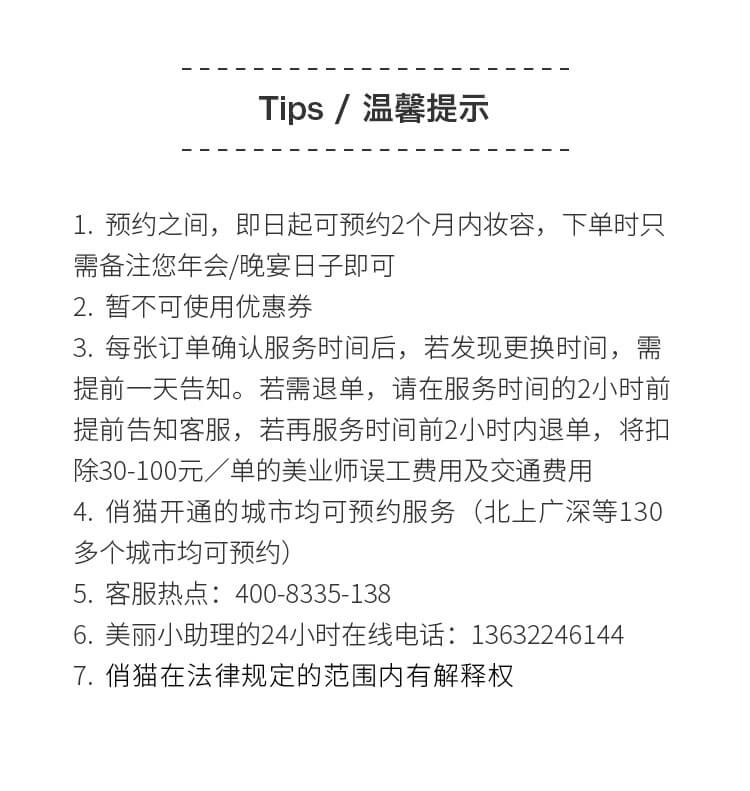 Tips / 温馨提示
1. 预约之间，即日起可预约2个月内妆容，下单时只
需备注您年会/晚宴日子即可
2. 暂不可使用优惠券
3. 每张订单确认服务时间后，若发现更换时间，需
提前一天告知。若需退单，请在服务时间的2小时前
提前告知客服，若再服务时间前2小时内退单，将扣
除30-100元／单的美业师误工费用及交通费用
4. 俏猫开通的城市均可预约服务（北上广深等130
多个城市均可预约）
5. 客服热点：400-8335-138
6. 美丽小助理的24小时在线电话：13632246144
7. 俏猫在法律规定的范围内有解释权